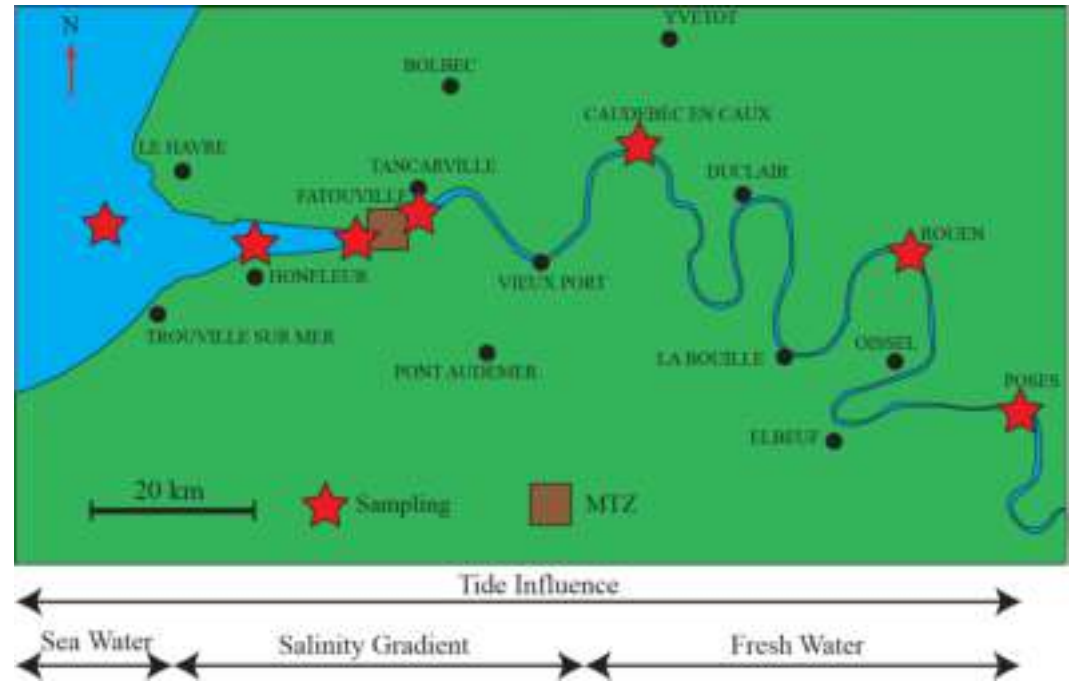 N
YVETOT
BOLBEC
CAUDEBEC EN CAUX
LE HAVRE
TANCARVILLE
DUCLAIR
FATOUVILLE
ROUEN
HONFLEUR
VIEUX PORT
TROUVILLE SUR MER
LA BOUILLE
OISSEL
PONT AUDEMER
POSES
ELBEUF
20 km
Sampling
MTZ
Tide Influence
Sea Water
Salinity Gradient
Fresh Water